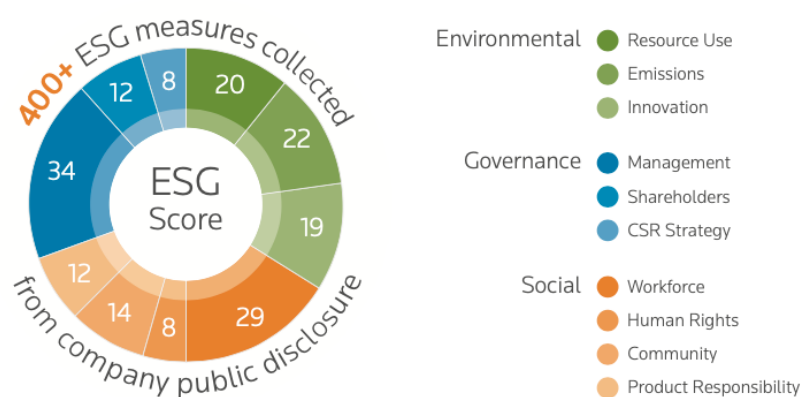 400+ ESG measures collected
20
22
19
29
8
14
12
34
12
8
ESG
Score
from company public disclosure
Environmental
Resource Use
Emissions
Innovation
Governance
Management
Shareholders
CSR Strategy
Social
Workforce
Human Rights
Community
Product Responsibility